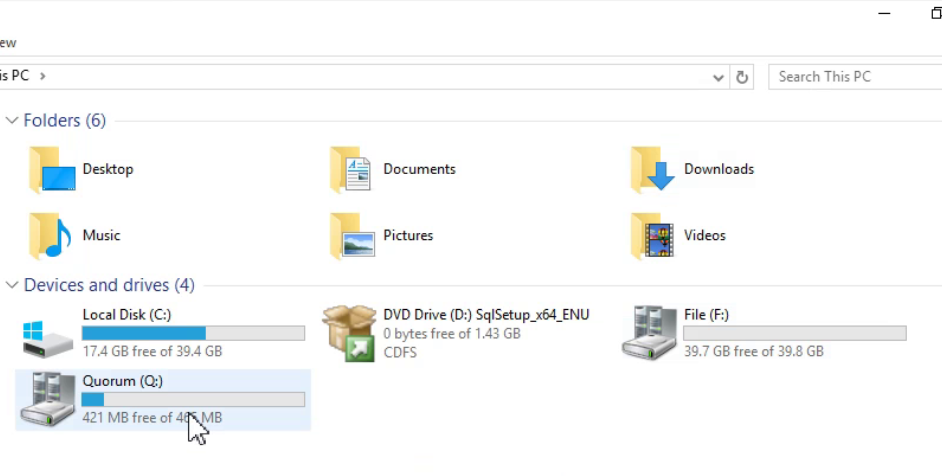 ew
is PC >
Search This PC
Folders (6)
Desktop
Documents
Downloads
Music
Pictures
Videos
Devices and drives (4)
Local Disk (C:)
17.4 GB free of 39.4 GB
DVD Drive (D:) SqlSetup_x64_ENU
0 bytes free of 1.43 GB
CDFS
File (F:)
39.7 GB free of 39.8 GB
Quorum (Q:)
421 MB free of MB